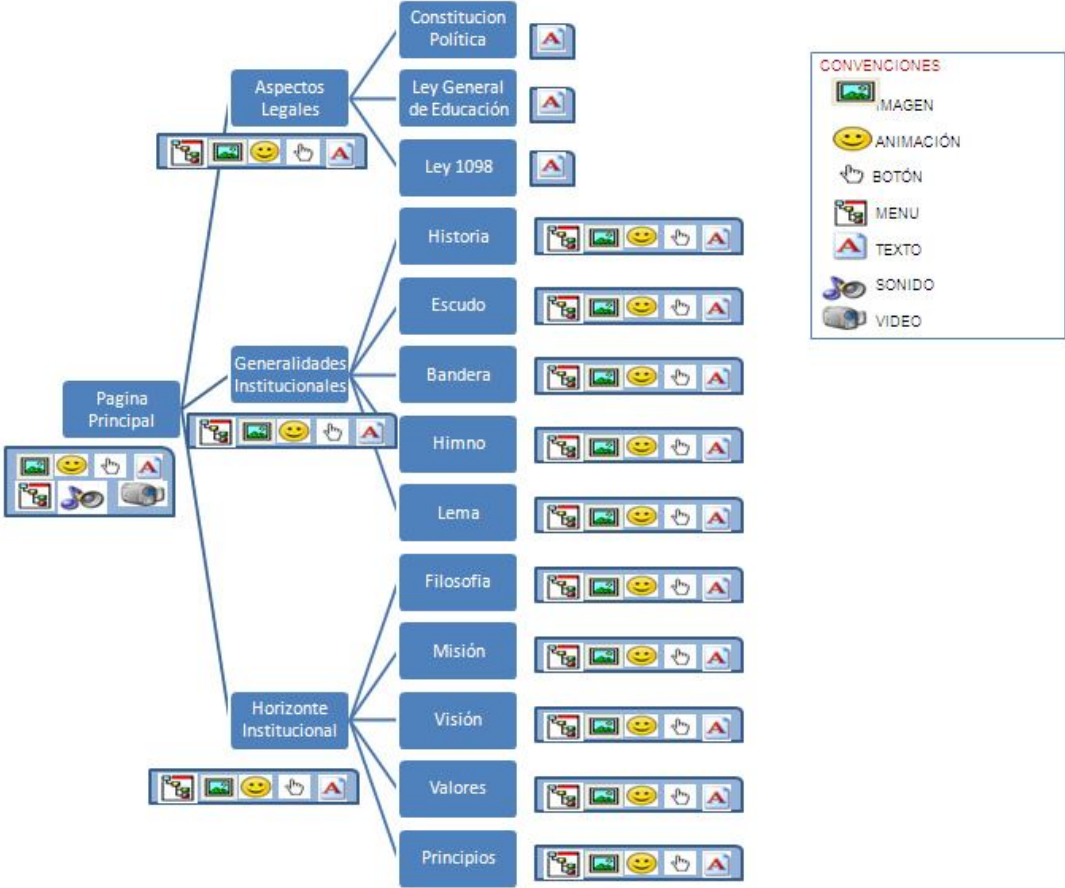 Constitucion
Política
Aspectos
Legales
Ley General
de Educación
Ley 1098
Historia
Escudo
Generalidades
Institucionales
Bandera
Pagina
Principal
Himno
Lema
Filosofia
Misión
Horizonte
Institucional
Visión
Valores
Principios
CONVENCIONES
IMAGEN
ANIMACIÓN
BOTÓN
MENU
TEXTO
SONIDO
VIDEO